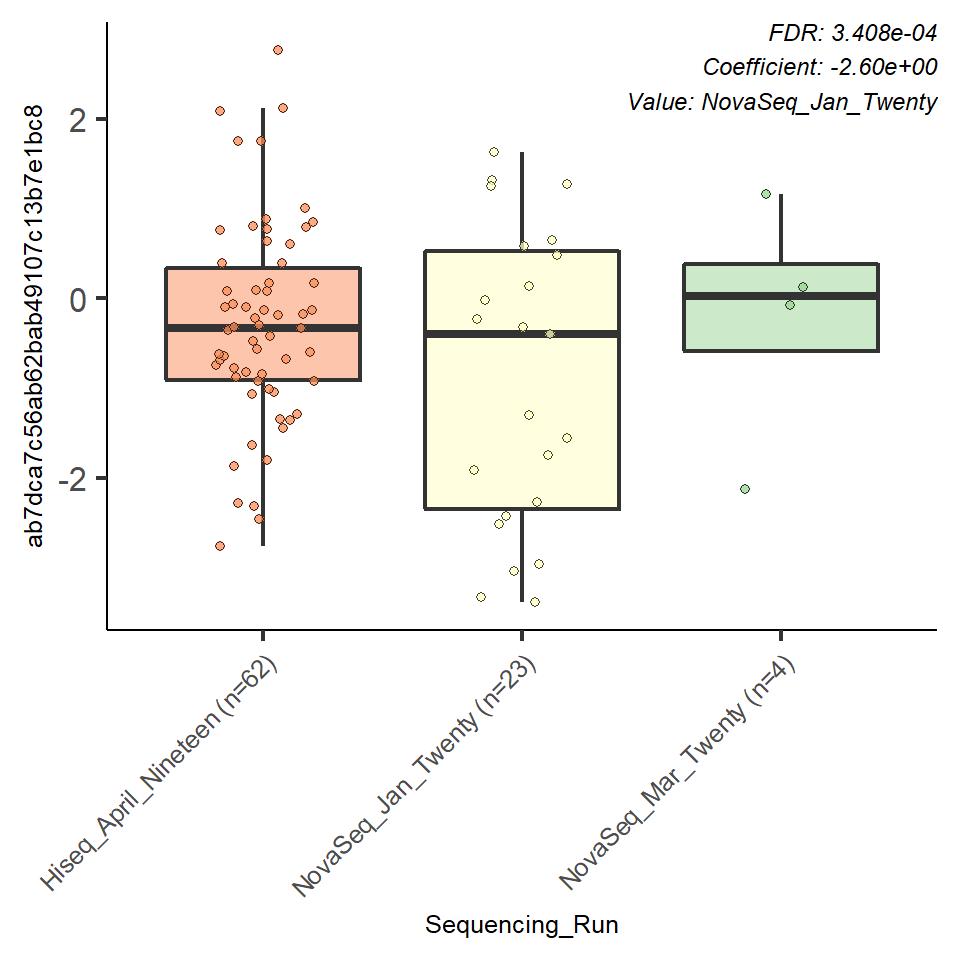 FDR: 3.408e-04
Coefficient: -2.60e+00
Value: NovaSeq_Jan_Twenty
ab7dca7c56ab62bab49107c13b7e1bc8
2
0
-2
Hiseq_April_Nineteen (n=62)
NovaSeq_Jan_Twenty (n=23)
NovaSeq_Mar_Twenty (n=4)
Sequencing_Run